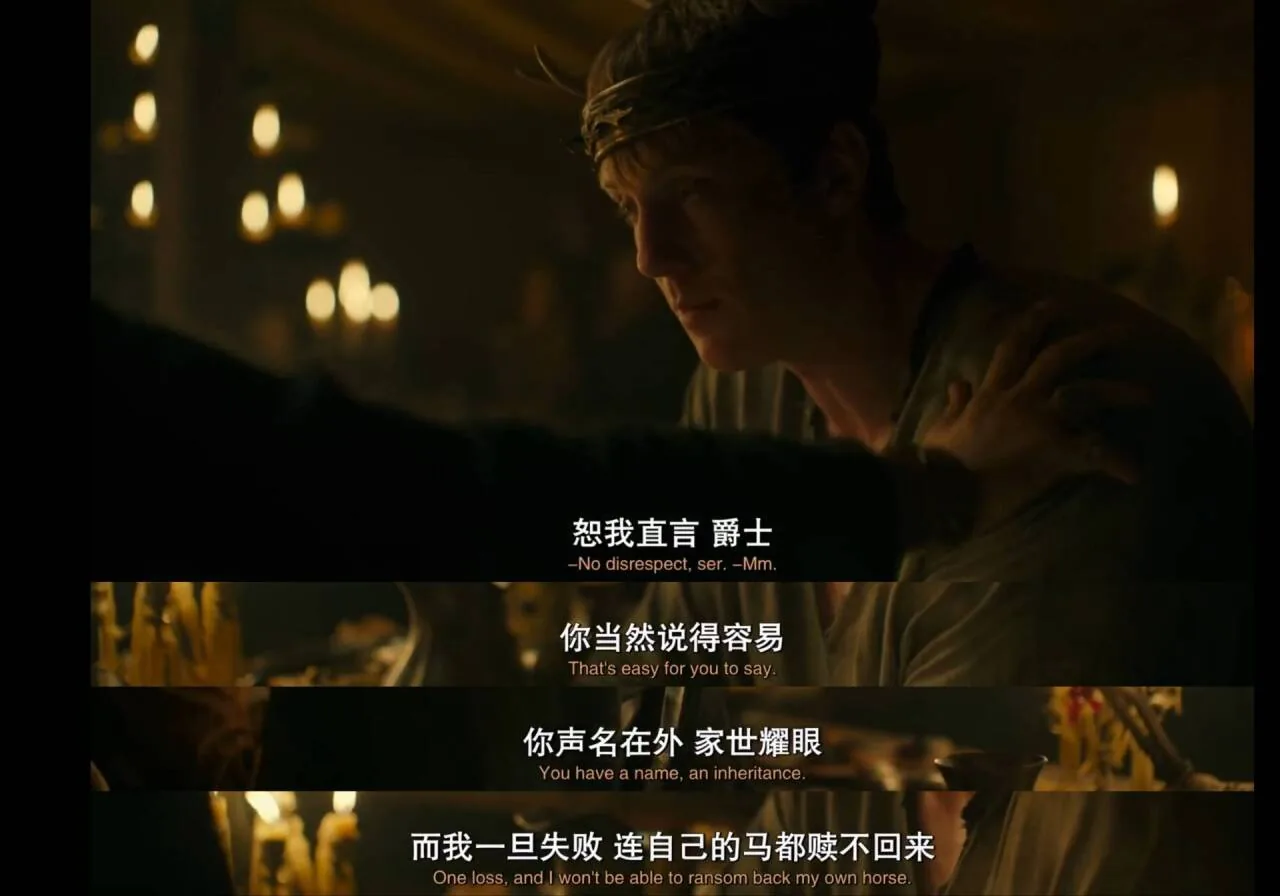 恕我直言 爵士
–No disrespect, ser. –Mm.
你当然说得容易
That's easy for you to say.
你声名在外 家世耀眼
You have a name, an inheritance.
而我一旦失败 连自己的马都赎不回来
One loss, and I won't be able to ransom back my own horse.